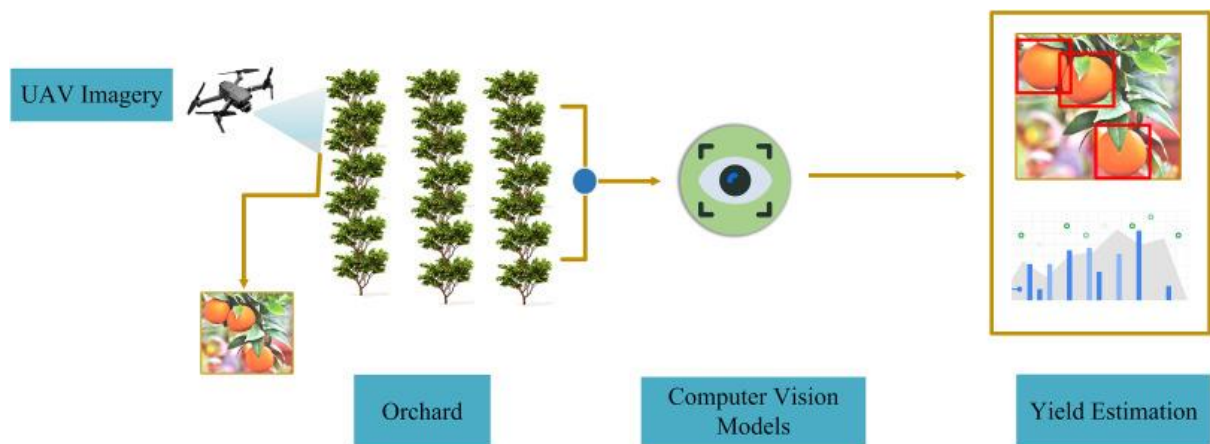 UAV Imagery
Orchard
Computer Vision
Models
Yield Estimation